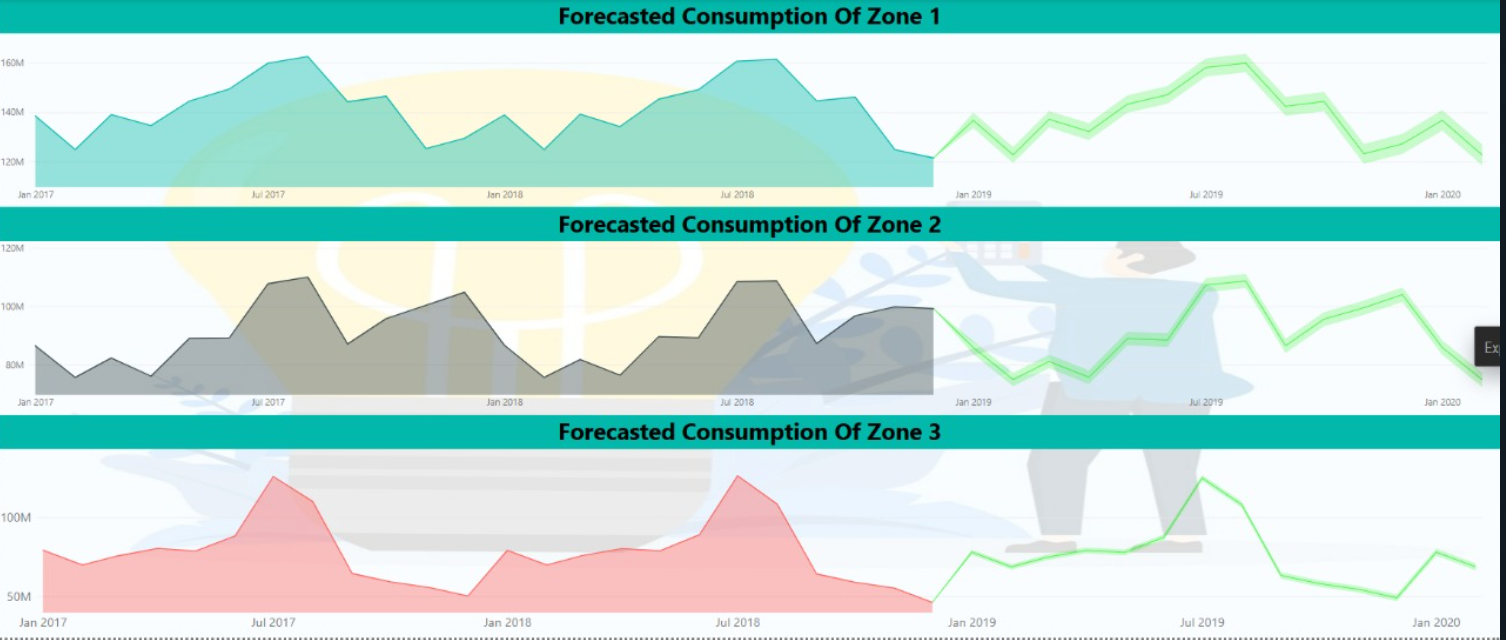 Forecasted Consumption Of Zone 1
160M
140M
120M
Jan 2017 Jul 2017 Jan 2018 Jul 2018 Jan 2019 Jul 2019 Jan 2020
Forecasted Consumption Of Zone 2
120M
100M
80M
Ex
Jan 2017 Jul 2017 Jan 2018 Jul 2018 Jan 2019 Jul 2019 Jan 2020
Forecasted Consumption Of Zone 3
100M
50M
Jan 2017 Jul 2017 Jan 2018 Jul 2018 Jan 2019 Jul 2019 Jan 2020